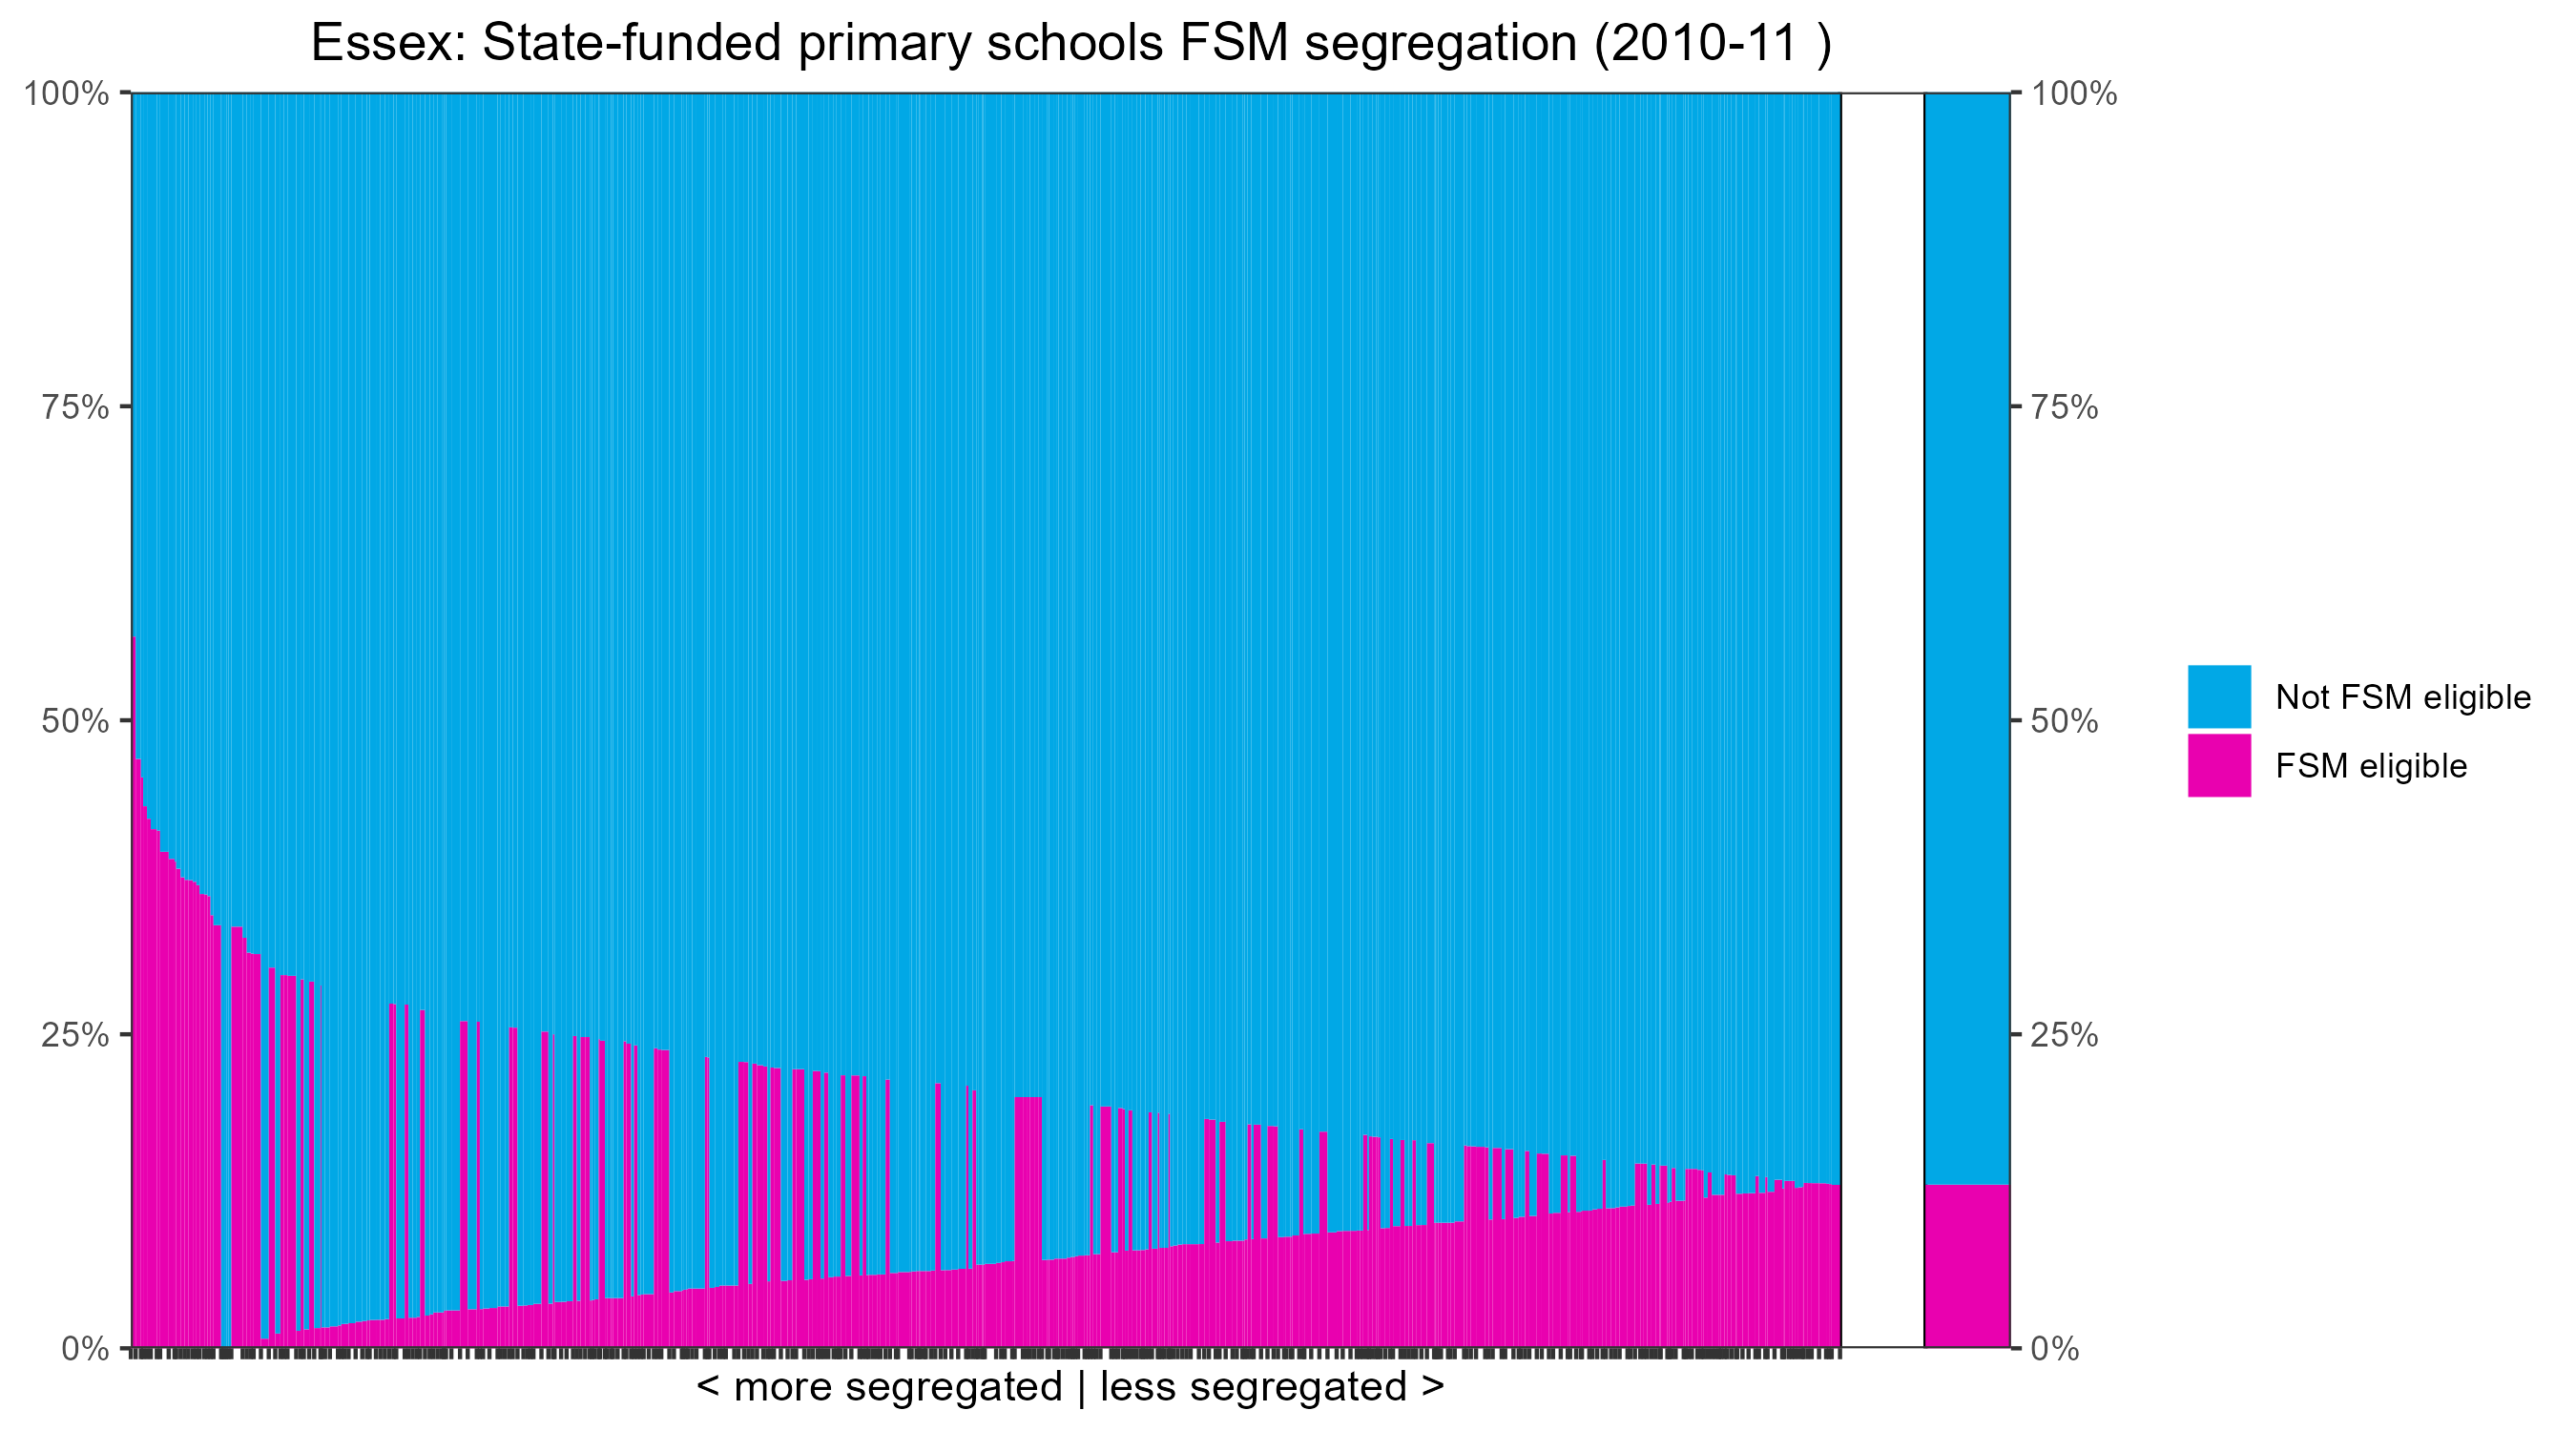 Essex: State-funded primary schools FSM segregation (2010-11 )
100%
75%
50%
25%
0%
100%
75%
50%
25%
0%
Not FSM eligible
FSM eligible
< more segregated | less segregated >